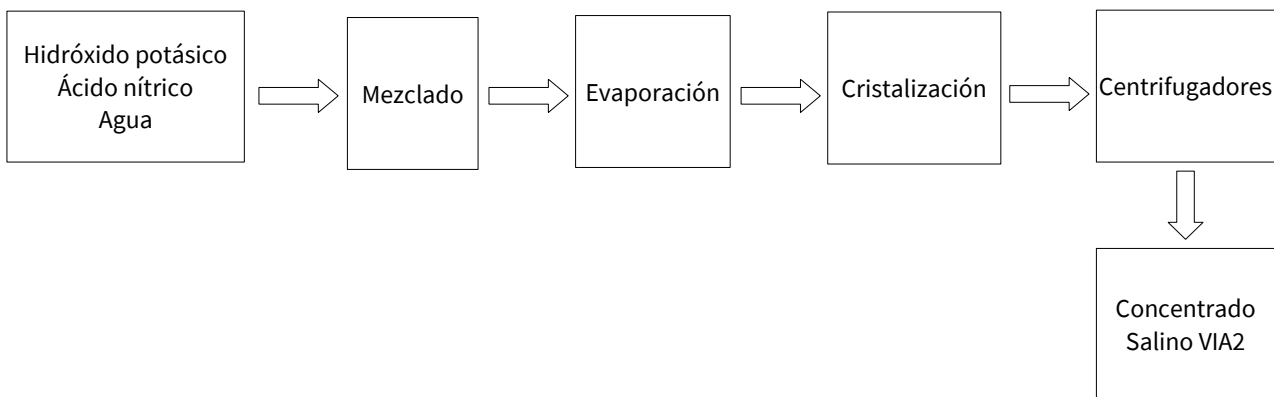 Hidróxido potásico
Ácido nítrico
Agua
Mezclado
Evaporación
Cristalización
Centrifugadores
Concentrado
Salino VIA2